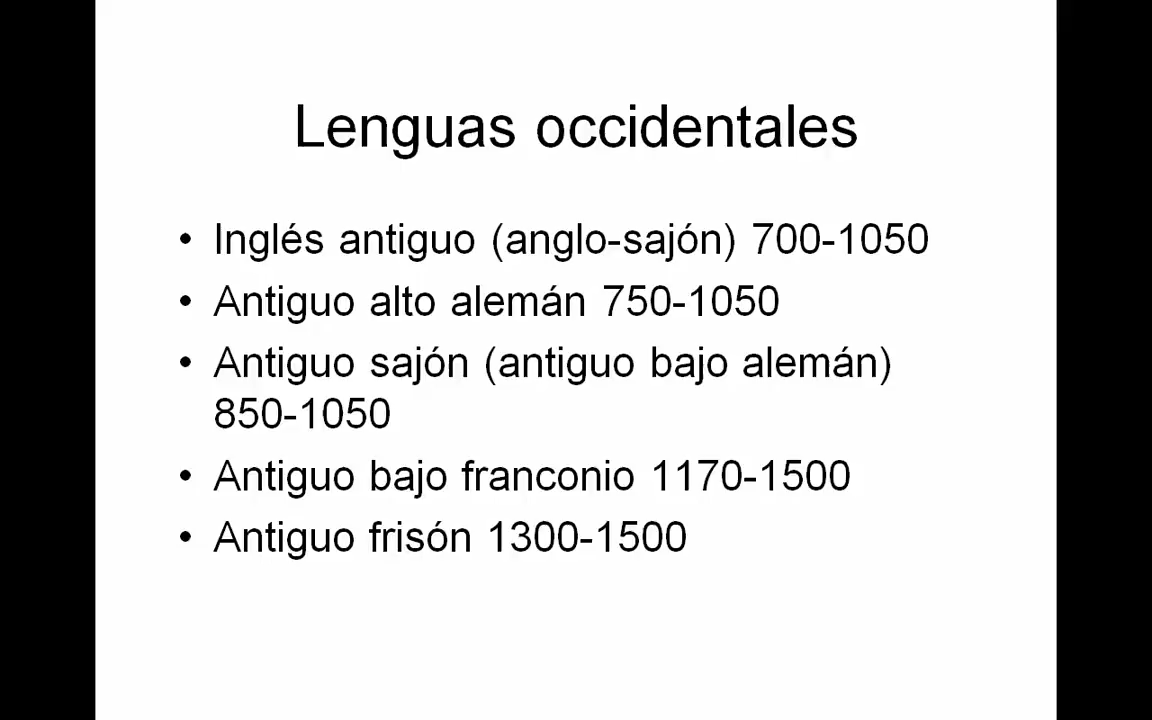 Lenguas occidentales
• Inglés antiguo (anglo-sajón) 700-1050
• Antiguo alto alemán 750-1050
• Antiguo sajón (antiguo bajo alemán)
850-1050
• Antiguo bajo franconio 1170-1500
• Antiguo frisón 1300-1500